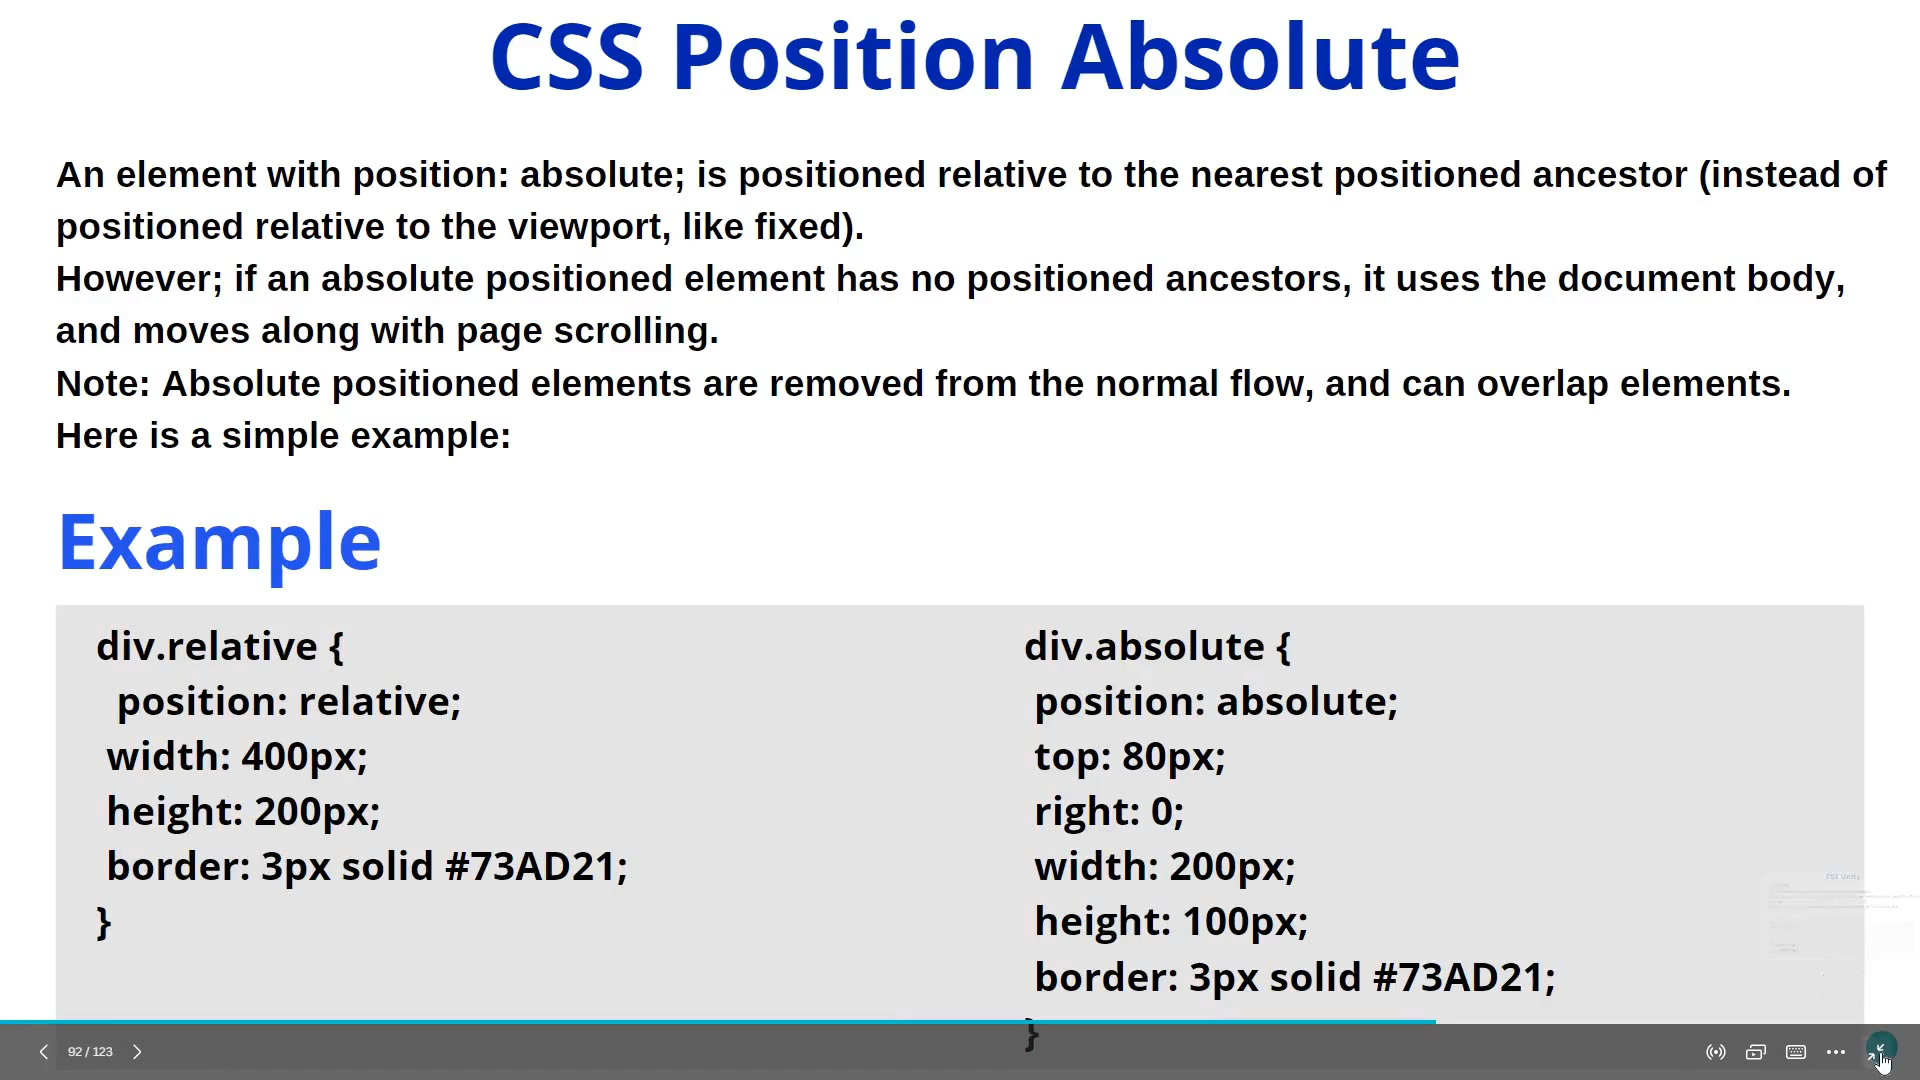 CSS Position Absolute
An element with position: absolute; is positioned relative to the nearest positioned ancestor (instead of
positioned relative to the viewport, like fixed).
However; if an absolute positioned element has no positioned ancestors, it uses the document body,
and moves along with page scrolling.
Note: Absolute positioned elements are removed from the normal flow, and can overlap elements.
Here is a simple example:
Example
div.relative {
position: relative;
width: 400px;
height: 200px;
border: 3px solid #73AD21;
}
div.absolute {
position: absolute;
top: 80px;
right: 0;
width: 200px;
height: 100px;
border: 3px solid #73AD21;
}
92 / 123